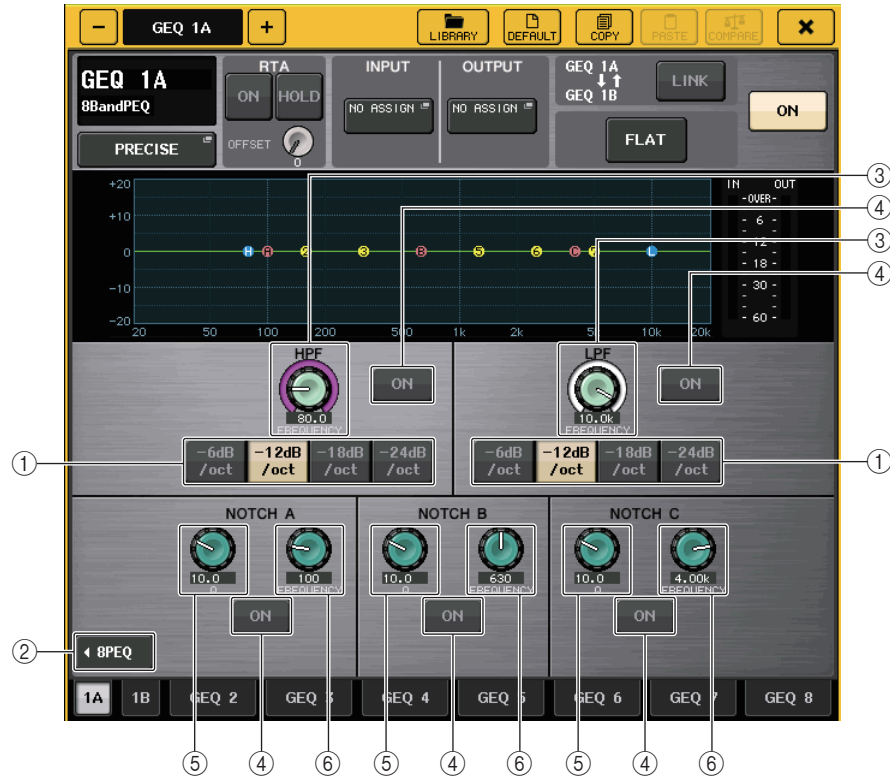 − GEQ 1A +
LIBRARY DEFAULT COPY PASTE COMPARE ×
GEQ 1A
8BandPEQ
PRECISE
RTA
ON HOLD
OFFSET
0
INPUT OUTPUT
NO ASSIGN NO ASSIGN
GEQ 1A
↓↑
GEQ 1B
LINK
FLAT
ON
+20
+10
0
−10
−20
20 50 100 200 500 1k 2k 5k 10k 20k
H A 2 3 B 5 6 C 7 L
IN OUT
-OVER-
- 6 -
- 12 -
- 18 -
- 30 -
- 60 -
③
④
③
④
HPF
80.0
FREQUENCY
ON
LPF
10.0k
FREQUENCY
ON
①
−6dB /oct −12dB /oct −18dB /oct −24dB /oct
−6dB /oct −12dB /oct −18dB /oct −24dB /oct
①
NOTCH A NOTCH B NOTCH C
10.0 100 10.0 630 10.0 4.00k
Q FREQUENCY Q FREQUENCY Q FREQUENCY
ON ON ON
②
8PEQ
1A 1B GEQ 2 GEQ 3 GEQ 4 GEQ 5 GEQ 6 GEQ 7 GEQ 8
⑤ ④ ⑥ ⑤ ④ ⑥ ⑤ ④ ⑥